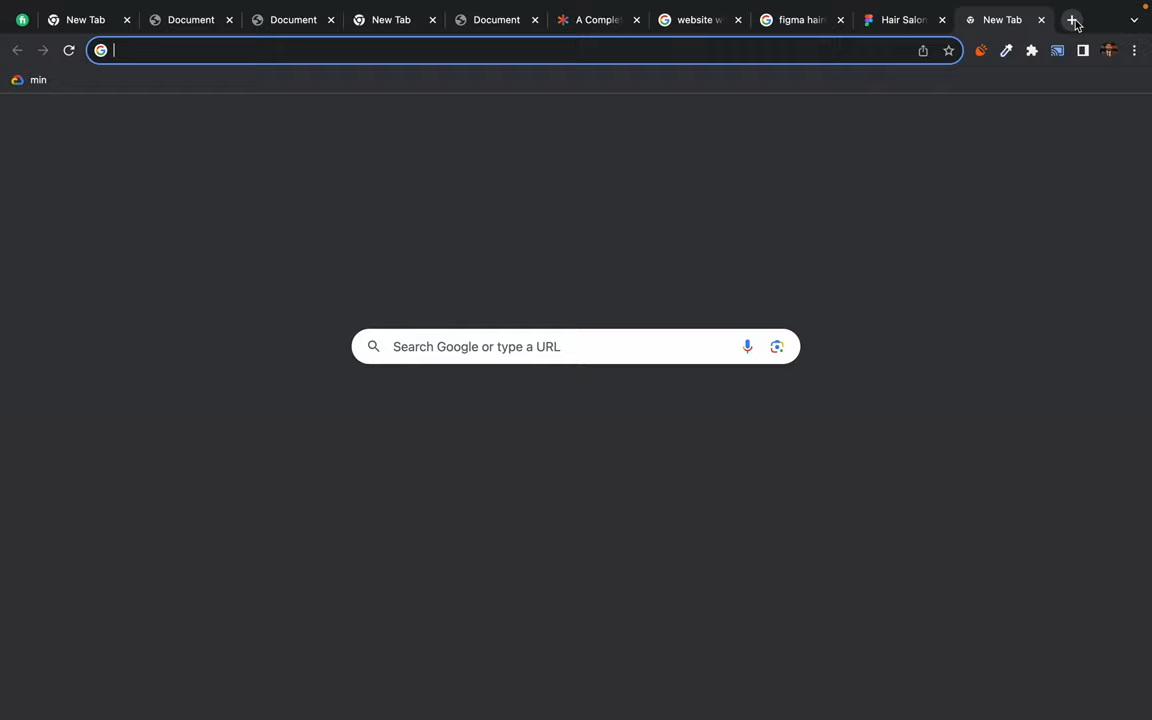 New Tab
Document
Document
New Tab
Document
A Complet
website w
figma hair
Hair Salon
New Tab
min
Search Google or type a URL